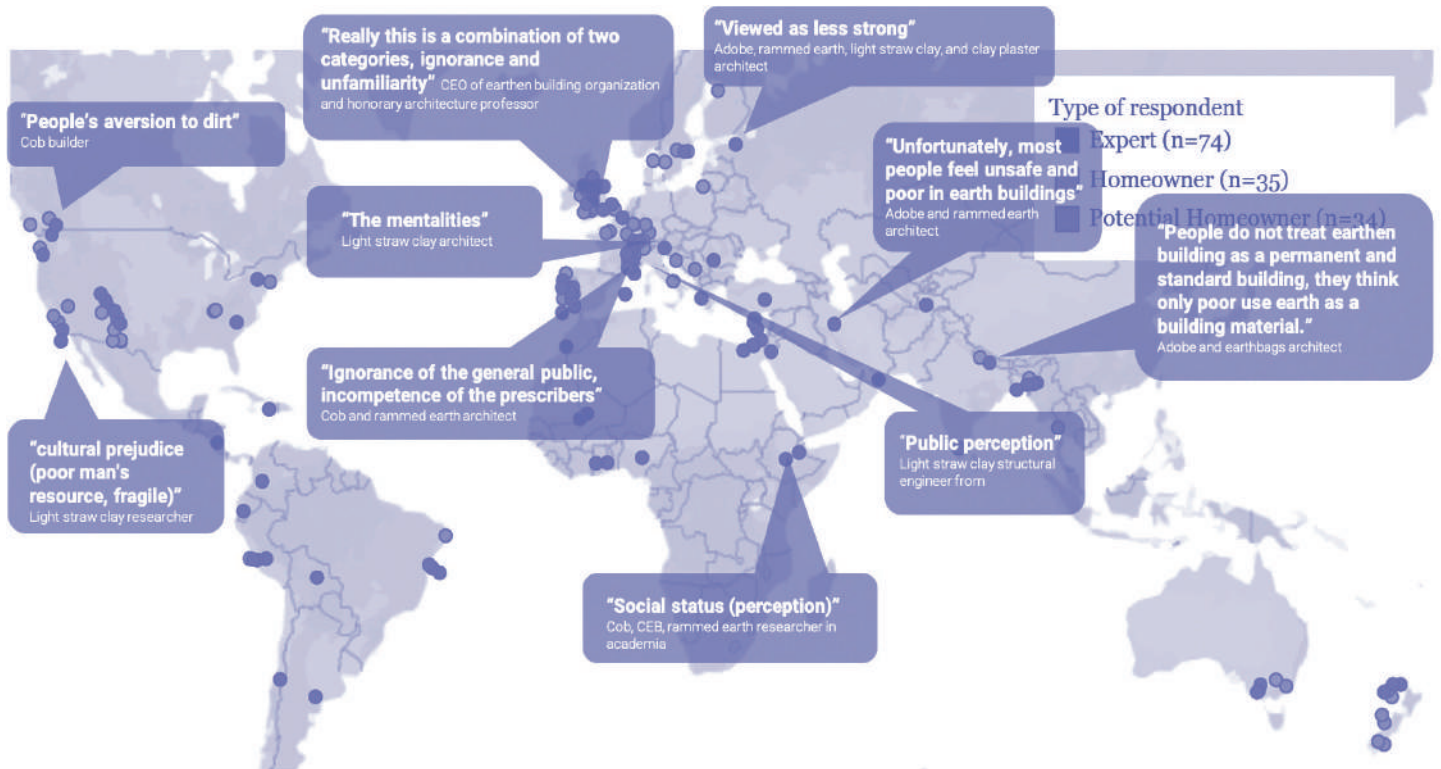 "Really this is a combination of two
categories, ignorance and
unfamiliarity" CEO of earthen building organization
and honorary architecture professor
"Viewed as less strong"
Adobe, rammed earth, light straw clay, and clay plaster
architect
"People's aversion to dirt"
Cob builder
Type of respondent
Expert (n=74)
Homeowner (n=35)
Potential Homeowner (n=34)
"Unfortunately, most
people feel unsafe and
poor in earth buildings"
Adobe and rammed earth
architect
"The mentalities"
Light straw clay architect
"People do not treat earthen
building as a permanent and
standard building, they think
only poor use earth as a
building material."
Adobe and earthbags architect
"Ignorance of the general public,
incompetence of the prescribers"
Cob and rammed earth architect
"cultural prejudice
(poor man's
resource, fragile)"
Light straw clay researcher
"Public perception"
Light straw clay structural
engineer from
"Social status (perception)"
Cob, CEB, rammed earth researcher in
academia